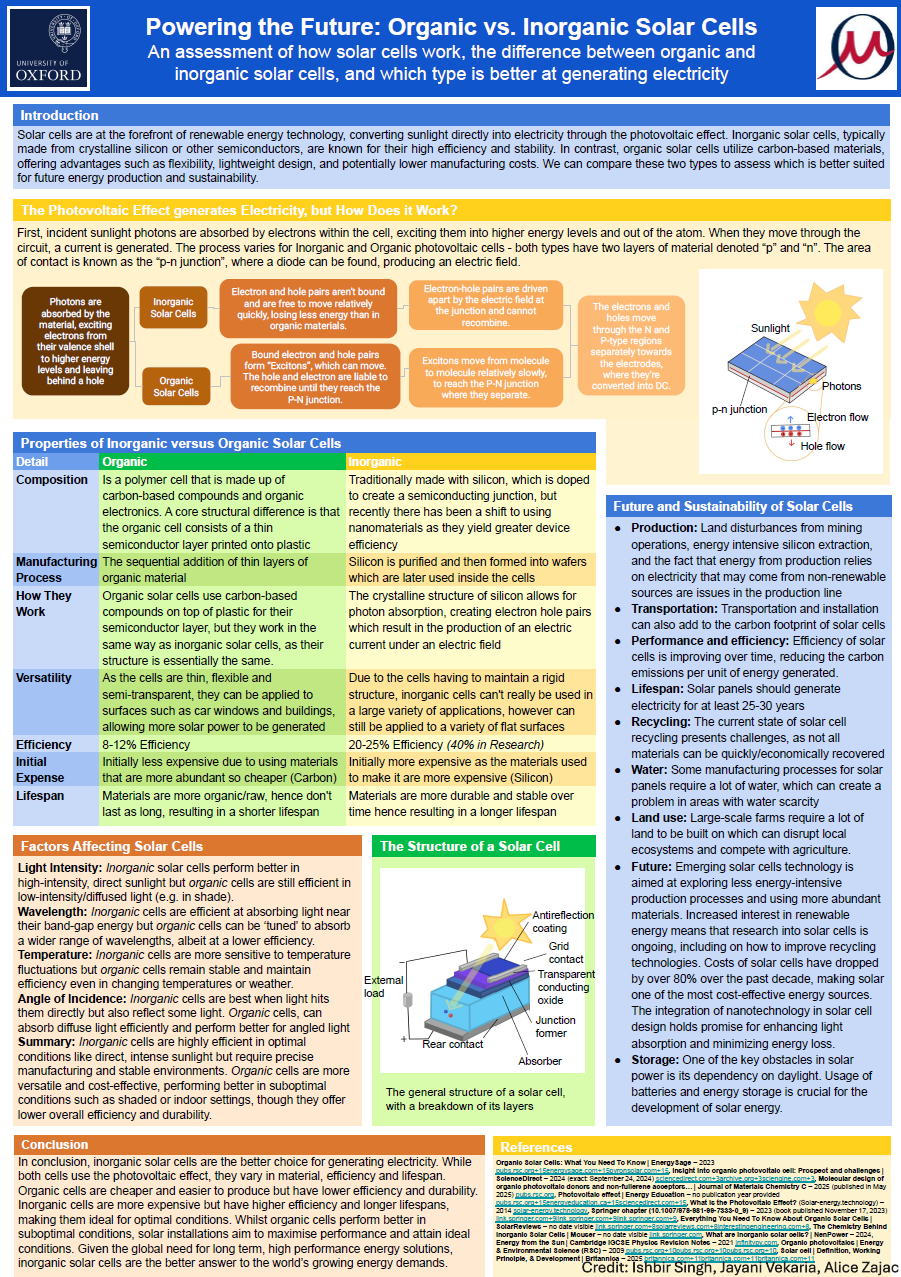 UNIVERSITY OF
OXFORD
Powering the Future: Organic vs. Inorganic Solar Cells
An assessment of how solar cells work, the difference between organic and
inorganic solar cells, and which type is better at generating electricity
Introduction
Solar cells are at the forefront of renewable energy technology, converting sunlight directly into electricity through the photovoltaic effect. Inorganic solar cells, typically
made from crystalline silicon or other semiconductors, are known for their high efficiency and stability. In contrast, organic solar cells utilize carbon-based materials,
offering advantages such as flexibility, lightweight design, and potentially lower manufacturing costs. We can compare these two types to assess which is better suited
for future energy production and sustainability.
The Photovoltaic Effect generates Electricity, but How Does it Work?
First, incident sunlight photons are absorbed by electrons within the cell, exciting them into higher energy levels and out of the atom. When they move through the
circuit, a current is generated. The process varies for Inorganic and Organic photovoltaic cells - both types have two layers of material denoted “p” and “n”. The area
of contact is known as the “p-n junction”, where a diode can be found, producing an electric field.
Photons are
absorbed by the
material, exciting
electrons from
their valence shell
to higher energy
levels and leaving
behind a hole
Inorganic
Solar Cells
Electron and hole pairs aren't bound
and are free to move relatively
quickly, losing less energy than in
organic materials.
Electron-hole pairs are driven
apart by the electric field at
the junction and cannot
recombine.
Organic
Solar Cells
Bound electron and hole pairs
form “Excitons”, which can move.
The hole and electron are liable to
recombine until they reach the
P-N junction.
Excitons move from molecule
to molecule relatively slowly,
to reach the P-N junction
where they separate.
The electrons and
holes move
through the N and
P-type regions
separately towards
the electrodes,
where they're
converted into DC.
Sunlight
Photons
p-n junction
Electron flow
Hole flow
Properties of Inorganic versus Organic Solar Cells
Detail Organic Inorganic
Composition
Is a polymer cell that is made up of
carbon-based compounds and organic
electronics. A core structural difference is that
the organic cell consists of a thin
semiconductor layer printed onto plastic
Traditionally made with silicon, which is doped
to create a semiconducting junction, but
recently there has been a shift to using
nanomaterials as they yield greater device
efficiency
Manufacturing
Process
The sequential addition of thin layers of
organic material
Silicon is purified and then formed into wafers
which are later used inside the cells
How They
Work
Organic solar cells use carbon-based
compounds on top of plastic for their
semiconductor layer, but they work in the
same way as inorganic solar cells, as their
structure is essentially the same.
The crystalline structure of silicon allows for
photon absorption, creating electron hole pairs
which result in the production of an electric
current under an electric field
Versatility
As the cells are thin, flexible and
semi-transparent, they can be applied to
surfaces such as car windows and buildings,
allowing more solar power to be generated
Due to the cells having to maintain a rigid
structure, inorganic cells can't really be used in
a large variety of applications, however can
still be applied to a variety of flat surfaces
Efficiency
8-12% Efficiency
20-25% Efficiency (40% in Research)
Initial
Expense
Initially less expensive due to using materials
that are more abundant so cheaper (Carbon)
Initially more expensive as the materials used
to make it are more expensive (Silicon)
Lifespan
Materials are more organic/raw, hence don't
last as long, resulting in a shorter lifespan
Materials are more durable and stable over
time hence resulting in a longer lifespan
Future and Sustainability of Solar Cells
● Production: Land disturbances from mining
operations, energy intensive silicon extraction,
and the fact that energy from production relies
on electricity that may come from non-renewable
sources are issues in the production line
● Transportation: Transportation and installation
can also add to the carbon footprint of solar cells
● Performance and efficiency: Efficiency of solar
cells is improving over time, reducing the carbon
emissions per unit of energy generated.
● Lifespan: Solar panels should generate
electricity for at least 25-30 years
● Recycling: The current state of solar cell
recycling presents challenges, as not all
materials can be quickly/economically recovered
● Water: Some manufacturing processes for solar
panels require a lot of water, which can create a
problem in areas with water scarcity
● Land use: Large-scale farms require a lot of
land to be built on which can disrupt local
ecosystems and compete with agriculture.
● Future: Emerging solar cells technology is
aimed at exploring less energy-intensive
production processes and using more abundant
materials. Increased interest in renewable
energy means that research into solar cells is
ongoing, including on how to improve recycling
technologies. Costs of solar cells have dropped
by over 80% over the past decade, making solar
one of the most cost-effective energy sources.
The integration of nanotechnology in solar cell
design holds promise for enhancing light
absorption and minimizing energy loss.
● Storage: One of the key obstacles in solar
power is its dependency on daylight. Usage of
batteries and energy storage is crucial for the
development of solar energy.
Factors Affecting Solar Cells
Light Intensity: Inorganic solar cells perform better in
high-intensity, direct sunlight but organic cells are still efficient in
low-intensity/diffused light (e.g. in shade).
Wavelength: Inorganic cells are efficient at absorbing light near
their band-gap energy but organic cells can be ‘tuned’ to absorb
a wider range of wavelengths, albeit at a lower efficiency.
Temperature: Inorganic cells are more sensitive to temperature
fluctuations but organic cells remain stable and maintain
efficiency even in changing temperatures or weather.
Angle of Incidence: Inorganic cells are best when light hits
them directly but also reflect some light. Organic cells, can
absorb diffuse light efficiently and perform better for angled light
Summary: Inorganic cells are highly efficient in optimal
conditions like direct, intense sunlight but require precise
manufacturing and stable environments. Organic cells are more
versatile and cost-effective, performing better in suboptimal
conditions such as shaded or indoor settings, though they offer
lower overall efficiency and durability.
The Structure of a Solar Cell
Antireflection
coating
Grid
contact
Transparent
conducting
oxide
Junction
former
Absorber
Rear contact
External
load
−
+
The general structure of a solar cell,
with a breakdown of its layers
Conclusion
In conclusion, inorganic solar cells are the better choice for generating electricity. While
both cells use the photovoltaic effect, they vary in material, efficiency and lifespan.
Organic cells are cheaper and easier to produce but have lower efficiency and durability.
Inorganic cells are more expensive but have higher efficiency and longer lifespans,
making them ideal for optimal conditions. Whilst organic cells perform better in
suboptimal conditions, solar installations aim to maximise performance and attain ideal
conditions. Given the global need for long term, high performance energy solutions,
inorganic solar cells are the better answer to the world's growing energy demands.
References
Organic Solar Cells: What You Need To Know | EnergySage – 2023
Insight into organic photovoltaic cell: Prospect and challenges |
ScienceDirect – 2024 (exact: September 24, 2024) Molecular design of
organic photovoltaic donors and non-fullerene acceptors... | Journal of Materials Chemistry C – 2025 (published in May
2025) pubs.rsc.org, Photovoltaic effect | Energy Education – no publication year provided
What is the Photovoltaic Effect? (Solar-energy.technology) –
2014 solar-energy.technology, Springer chapter (10.1007/978-981-99-7333-0_9) – 2023 (book published November 17, 2023)
Everything You Need To Know About Organic Solar Cells |
SolarReviews – no date visible The Chemistry Behind
Inorganic Solar Cells | Mouser – no date visible link.springer.com, What are inorganic solar cells? | NenPower – 2024,
Energy from the Sun | Cambridge IGCSE Physics Revision Notes – 2021 Organic photovoltaics | Energy
& Environmental Science (RSC) – 2009 Solar cell | Definition, Working
Principle, & Development | Britannica – 2025
Credit: Ishbir Singh, Jayani Vekaria, Alice Zajac